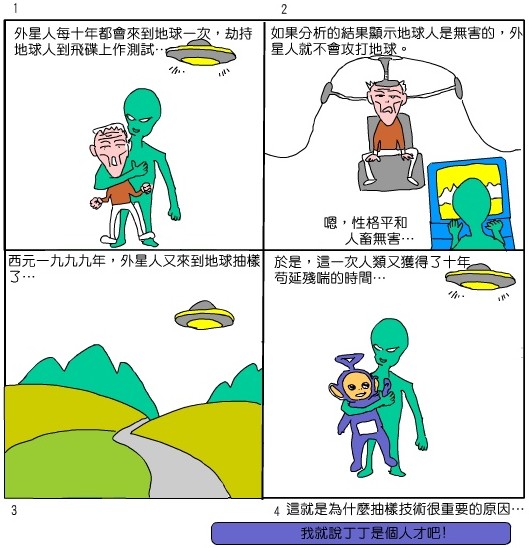 1
2
外星人每十年都會來到地球一次，劫持
地球人到飛碟上作測試…
如果分析的結果顯示地球人是無害的，外
星人就不會攻打地球。
嗯，性格平和
人畜無害…
西元一九九九年，外星人又來到地球抽樣
了…
於是，這一次人類又獲得了十年
苟延殘喘的時間…
3
4 這就是為什麼抽樣技術很重要的原因…
我就說丁丁是個人才吧!